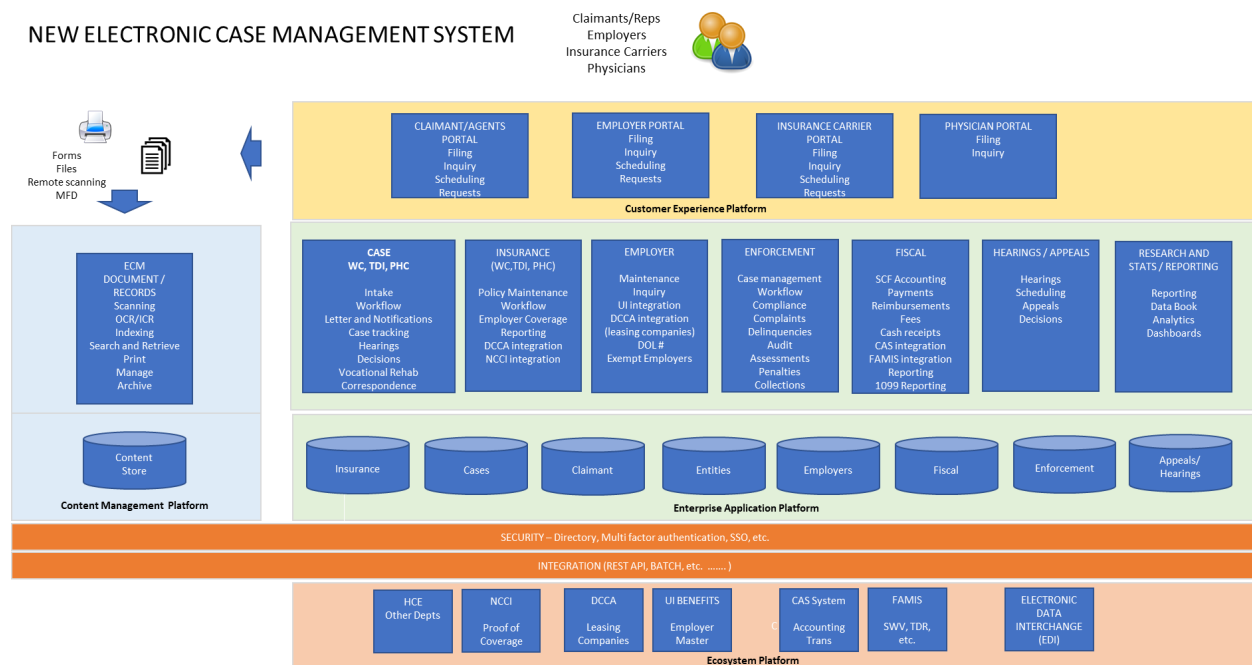 NEW ELECTRONIC CASE MANAGEMENT SYSTEM
Claimants/Reps
Employers
Insurance Carriers
Physicians
Forms
Files
Remote scanning
MFD
CLAIMANT/AGENTS
PORTAL
Filing
Inquiry
Scheduling
Requests
EMPLOYER PORTAL
Filing
Inquiry
Scheduling
Requests
INSURANCE CARRIER
PORTAL
Filing
Inquiry
Scheduling
Requests
PHYSICIAN PORTAL
Filing
Inquiry
Customer Experience Platform
ECM
DOCUMENT /
RECORDS
Scanning
OCR/ICR
Indexing
Search and Retrieve
Print
Manage
Archive
CASE
WC, TDI, PHC
Intake
Workflow
Letter and Notifications
Case tracking
Hearings
Decisions
Vocational Rehab
Correspondence
INSURANCE
(WC,TDI, PHC)
Policy Maintenance
Workflow
Employer Coverage
Reporting
DCCA integration
NCCI integration
EMPLOYER
Maintenance
Inquiry
UI integration
DCCA integration
(leasing companies)
DOL #
Exempt Employers
ENFORCEMENT
Case management
Workflow
Compliance
Complaints
Delinquencies
Audit
Assessments
Penalties
Collections
FISCAL
SCF Accounting
Payments
Reimbursements
Fees
Cash receipts
CAS integration
FAMIS integration
Reporting
1099 Reporting
HEARINGS / APPEALS
Hearings
Scheduling
Appeals
Decisions
RESEARCH AND
STATS / REPORTING
Reporting
Data Book
Analytics
Dashboards
Content
Store
Content Management Platform
Insurance
Cases
Claimant
Entities
Employers
Fiscal
Enforcement
Appeals/
Hearings
Enterprise Application Platform
SECURITY – Directory, Multi factor authentication, SSO, etc.
INTEGRATION (REST API, BATCH, etc. ....... )
HCE
Other Depts
NCCI
Proof of
Coverage
DCCA
Leasing
Companies
UI BENEFITS
Employer
Master
C
CAS System
Accounting
Trans
FAMIS
SWV, TDR,
etc.
ELECTRONIC
DATA
INTERCHANGE
(EDI)
Ecosystem Platform